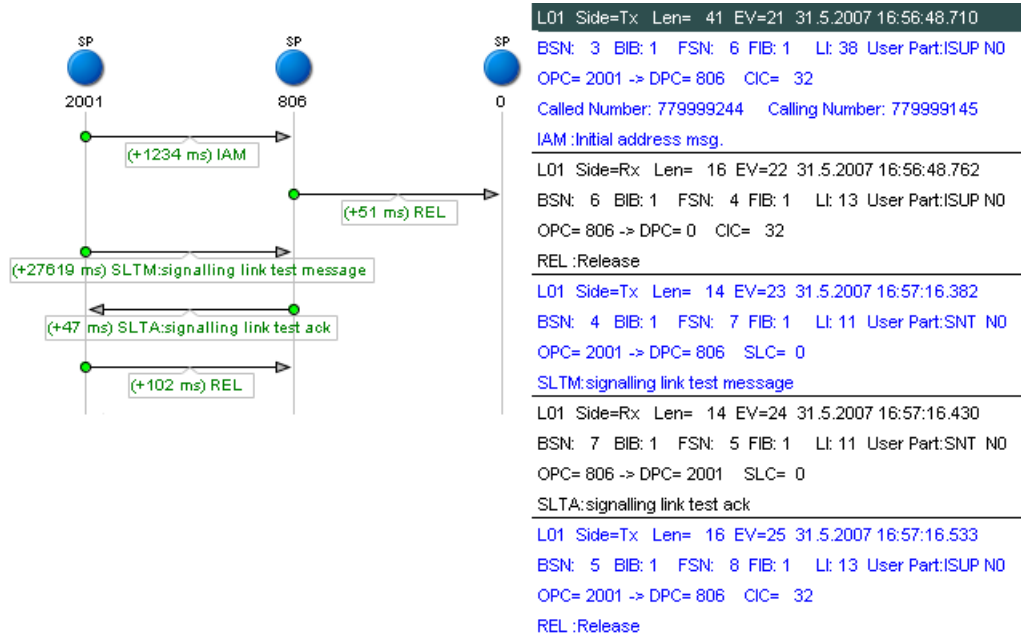 SP SP SP
2001 806 0
(+1234 ms) IAM
(+51 ms) REL
(+27619 ms) SLTM:signalling link test message
(+47 ms) SLTA:signalling link test ack
(+102 ms) REL
L01 Side=Tx Len= 41 EV=21 31.5.2007 16:56:48.710
BSN: 3 BIB: 1 FSN: 6 FIB: 1 LI: 38 User Part:ISUP N0
OPC= 2001 -> DPC= 806 CIC= 32
Called Number: 779999244 Calling Number: 779999145
IAM :Initial address msg.
L01 Side=Rx Len= 16 EV=22 31.5.2007 16:56:48.762
BSN: 6 BIB: 1 FSN: 4 FIB: 1 LI: 13 User Part:ISUP N0
OPC= 806 -> DPC= 0 CIC= 32
REL :Release
L01 Side=Tx Len= 14 EV=23 31.5.2007 16:57:16.382
BSN: 4 BIB: 1 FSN: 7 FIB: 1 LI: 11 User Part:SNT N0
OPC= 2001 -> DPC= 806 SLC= 0
SLTM:signalling link test message
L01 Side=Rx Len= 14 EV=24 31.5.2007 16:57:16.430
BSN: 7 BIB: 1 FSN: 5 FIB: 1 LI: 11 User Part:SNT N0
OPC= 806 -> DPC= 2001 SLC= 0
SLTA:signalling link test ack
L01 Side=Tx Len= 16 EV=25 31.5.2007 16:57:16.533
BSN: 5 BIB: 1 FSN: 8 FIB: 1 LI: 13 User Part:ISUP N0
OPC= 2001 -> DPC= 806 CIC= 32
REL :Release